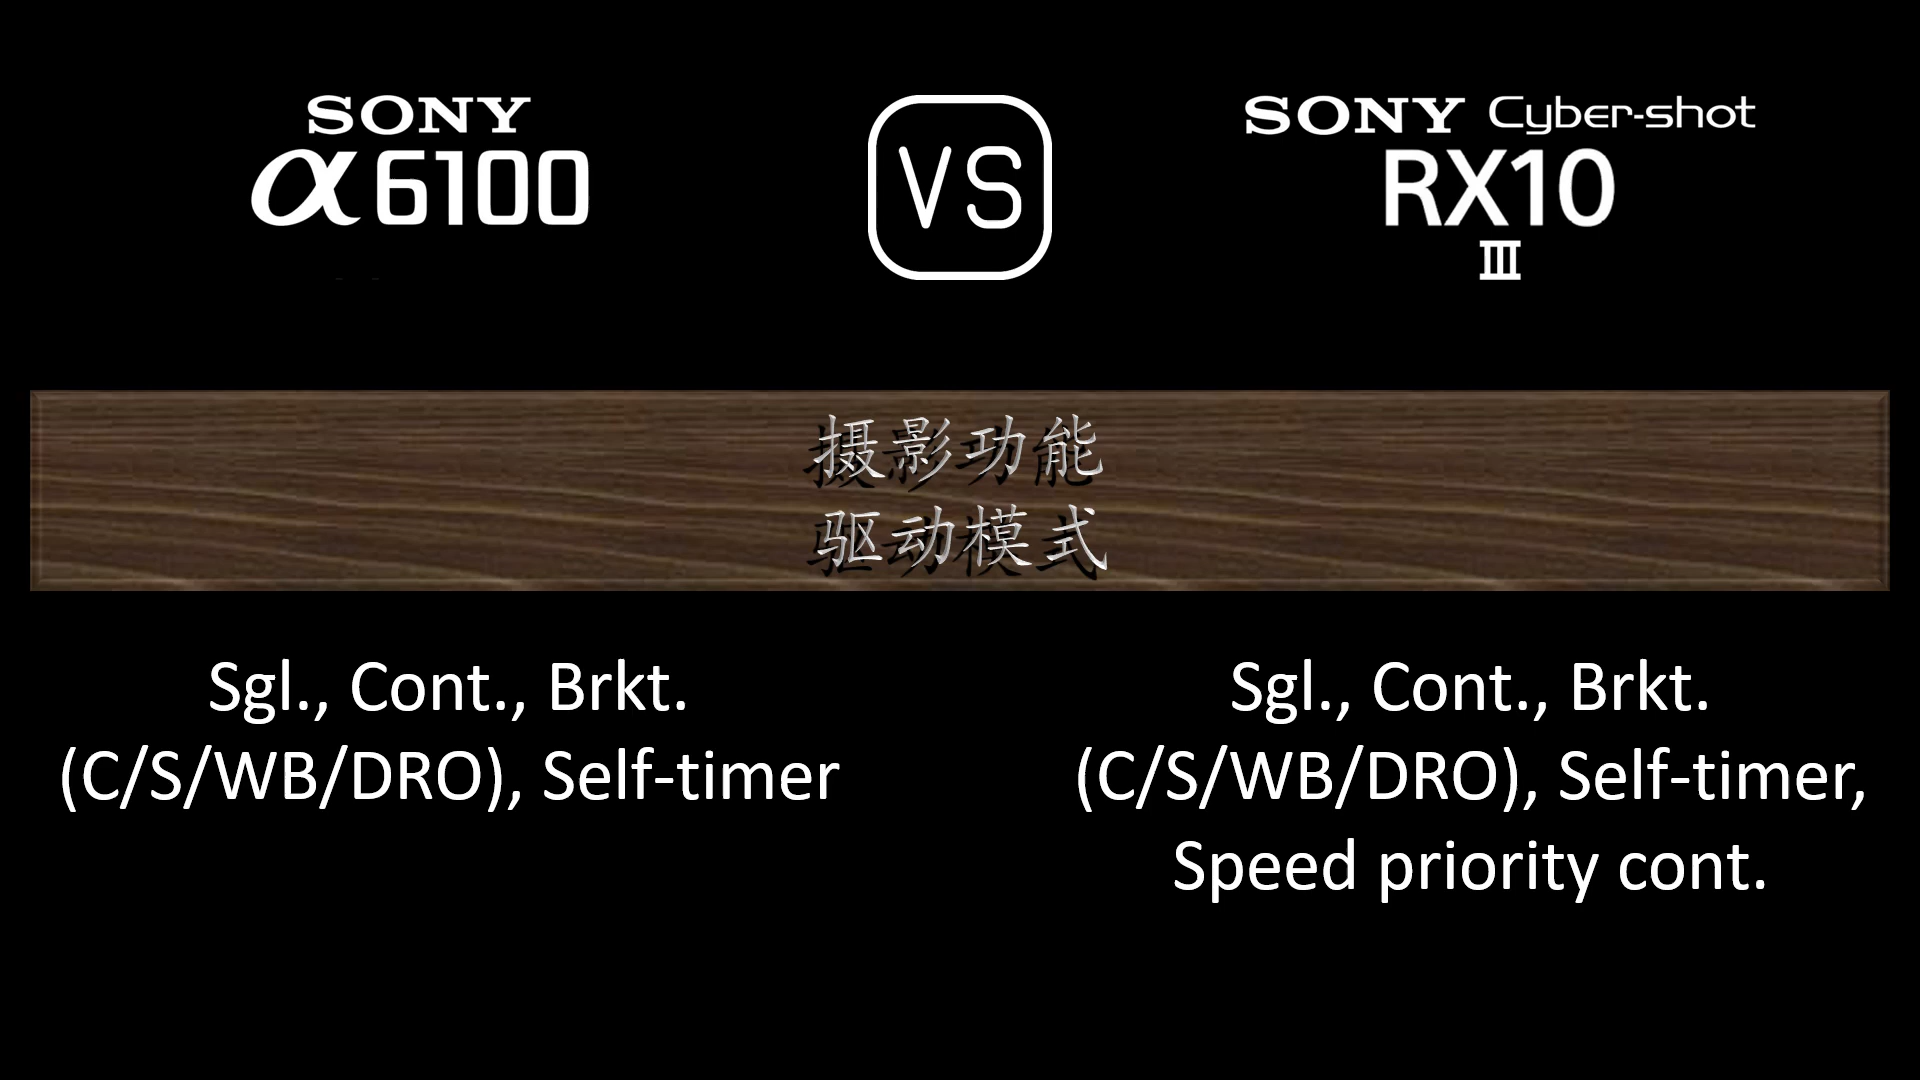 SONY
α6100
VS
SONY Cyber-shot
RX10
III
摄影功能
驱动模式
Sgl., Cont., Brkt.
(C/S/WB/DRO), Self-timer
Sgl., Cont., Brkt.
(C/S/WB/DRO), Self-timer,
Speed priority cont.